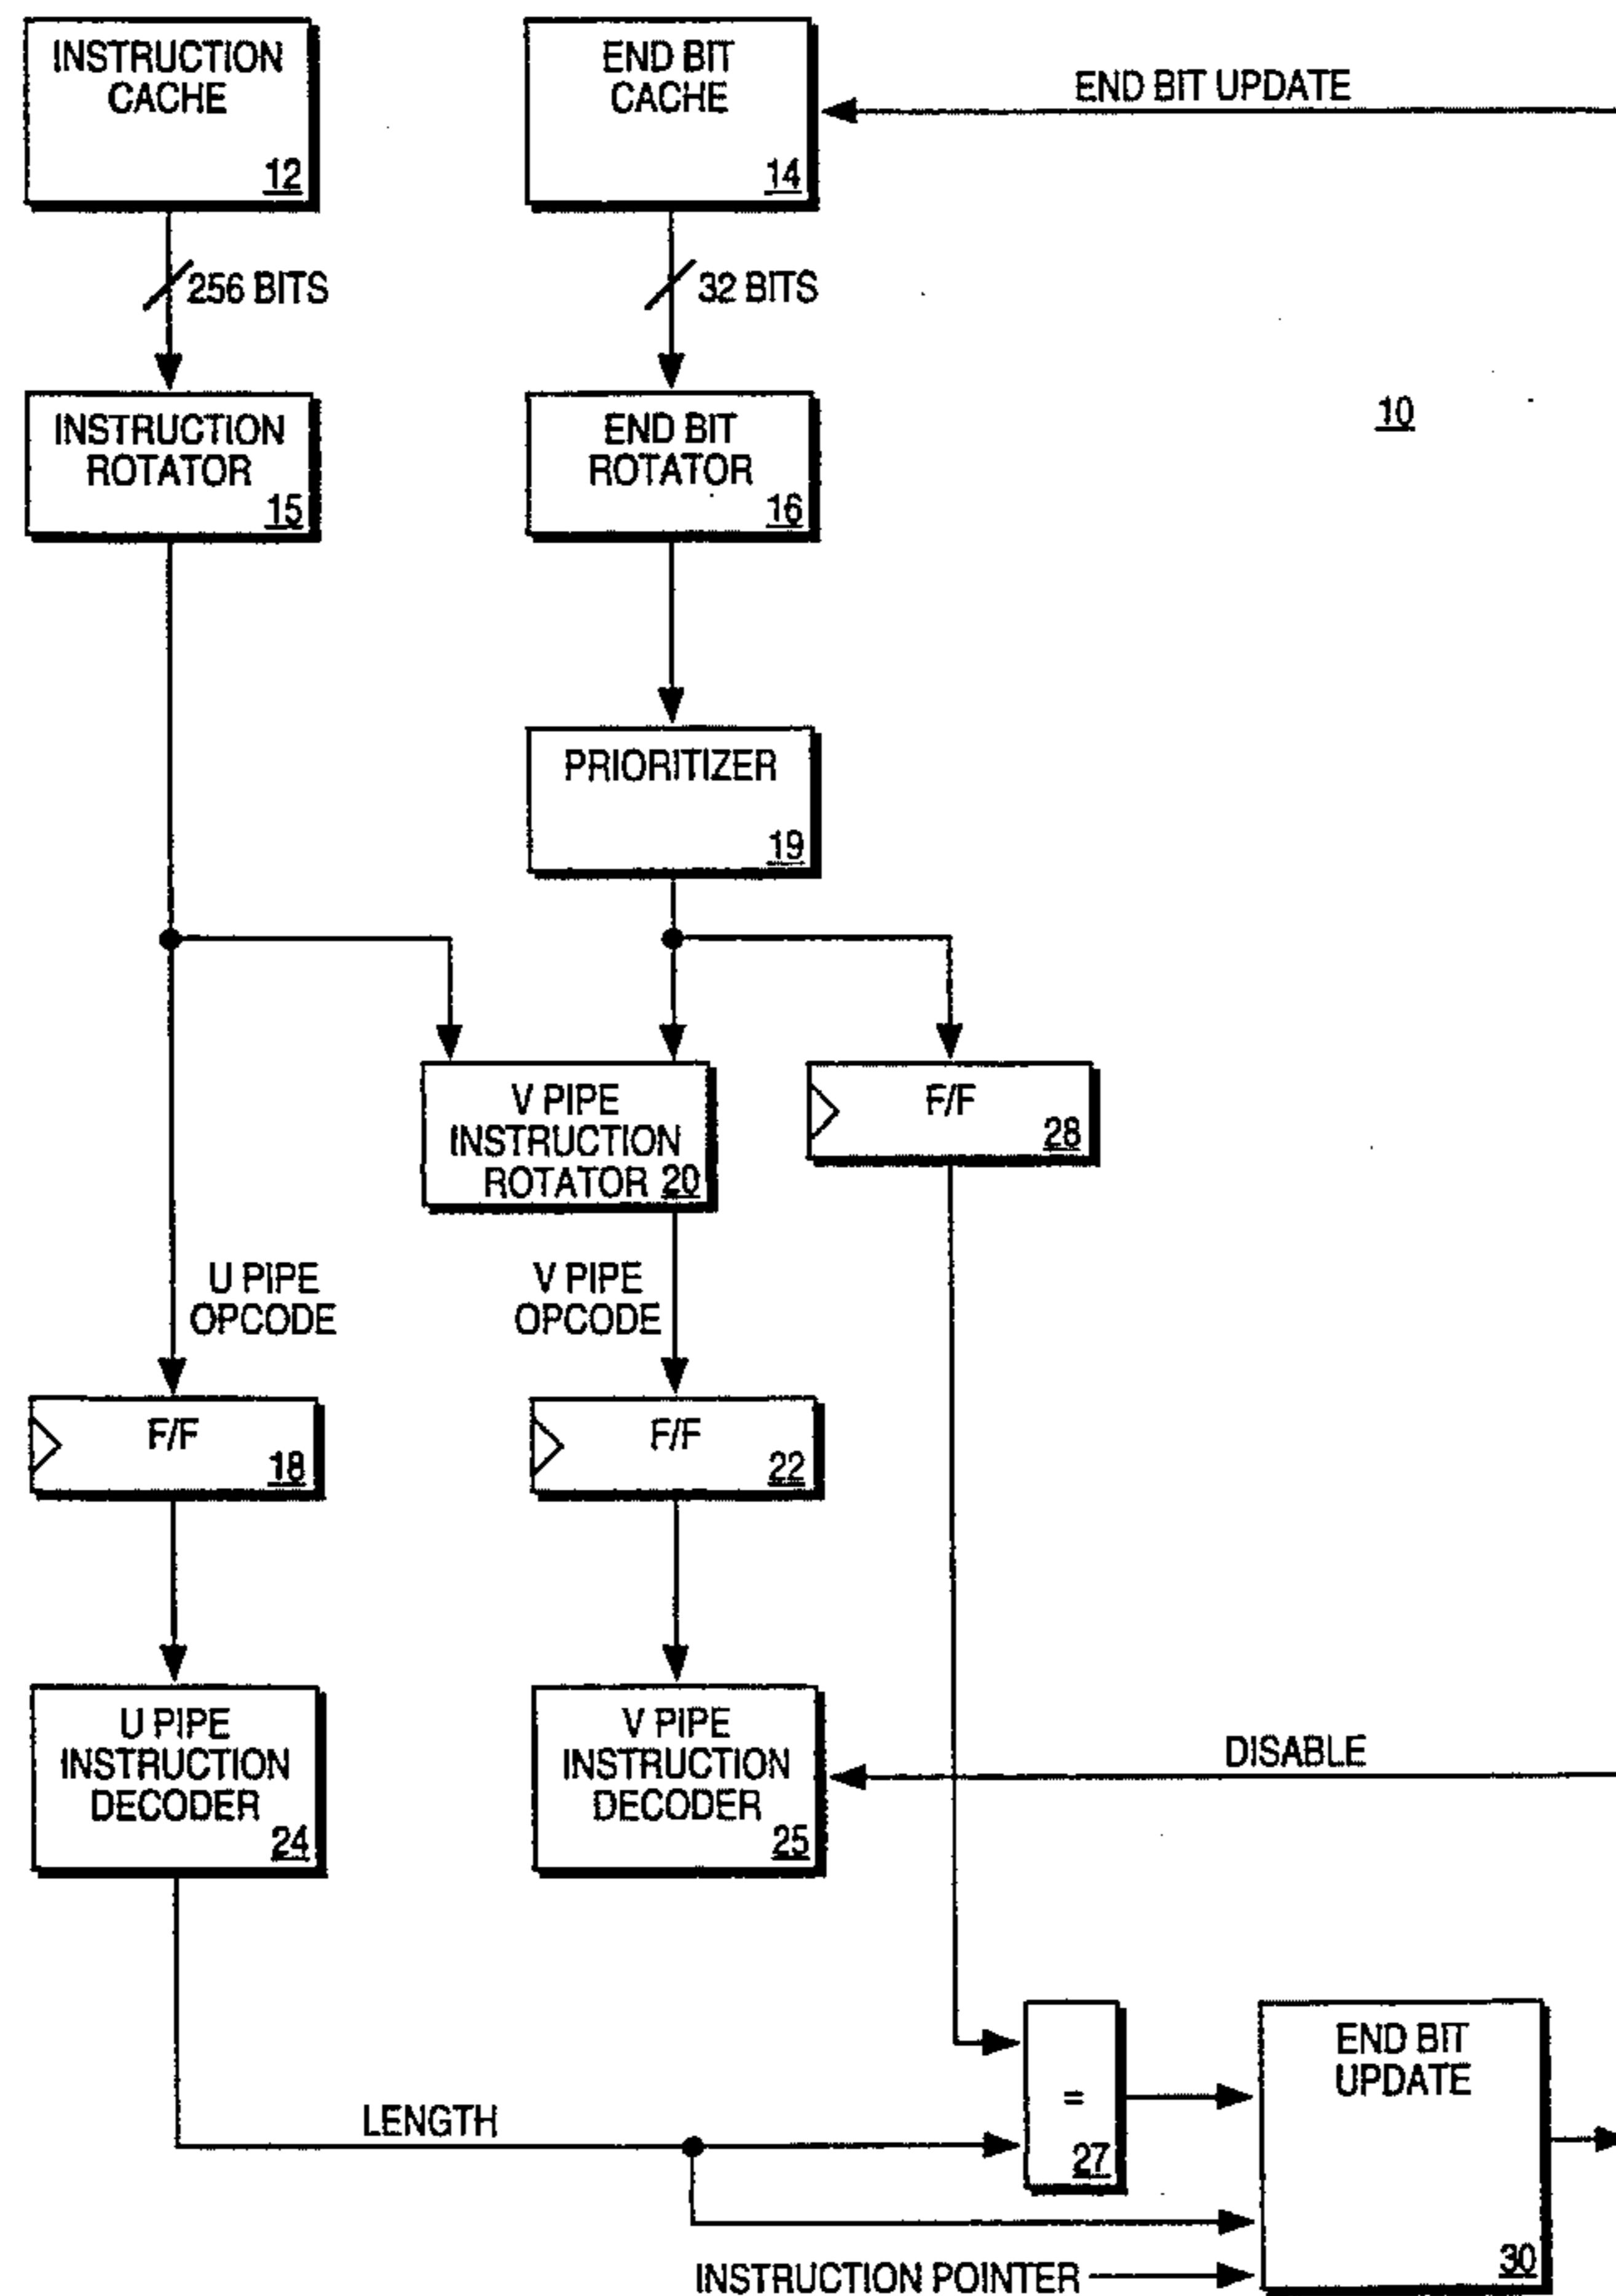 INSTRUCTION
CACHE
12
END BIT
CACHE
14
END BIT UPDATE
256 BITS
32 BITS
INSTRUCTION
ROTATOR
15
END BIT
ROTATOR
16
10
PRIORITIZER
19
V PIPE
INSTRUCTION
ROTATOR 20
F/F
28
U PIPE
OPCODE
V PIPE
OPCODE
F/F
18
F/F
22
U PIPE
INSTRUCTION
DECODER
24
V PIPE
INSTRUCTION
DECODER
25
DISABLE
=
27
END BIT
UPDATE
30
LENGTH
INSTRUCTION POINTER